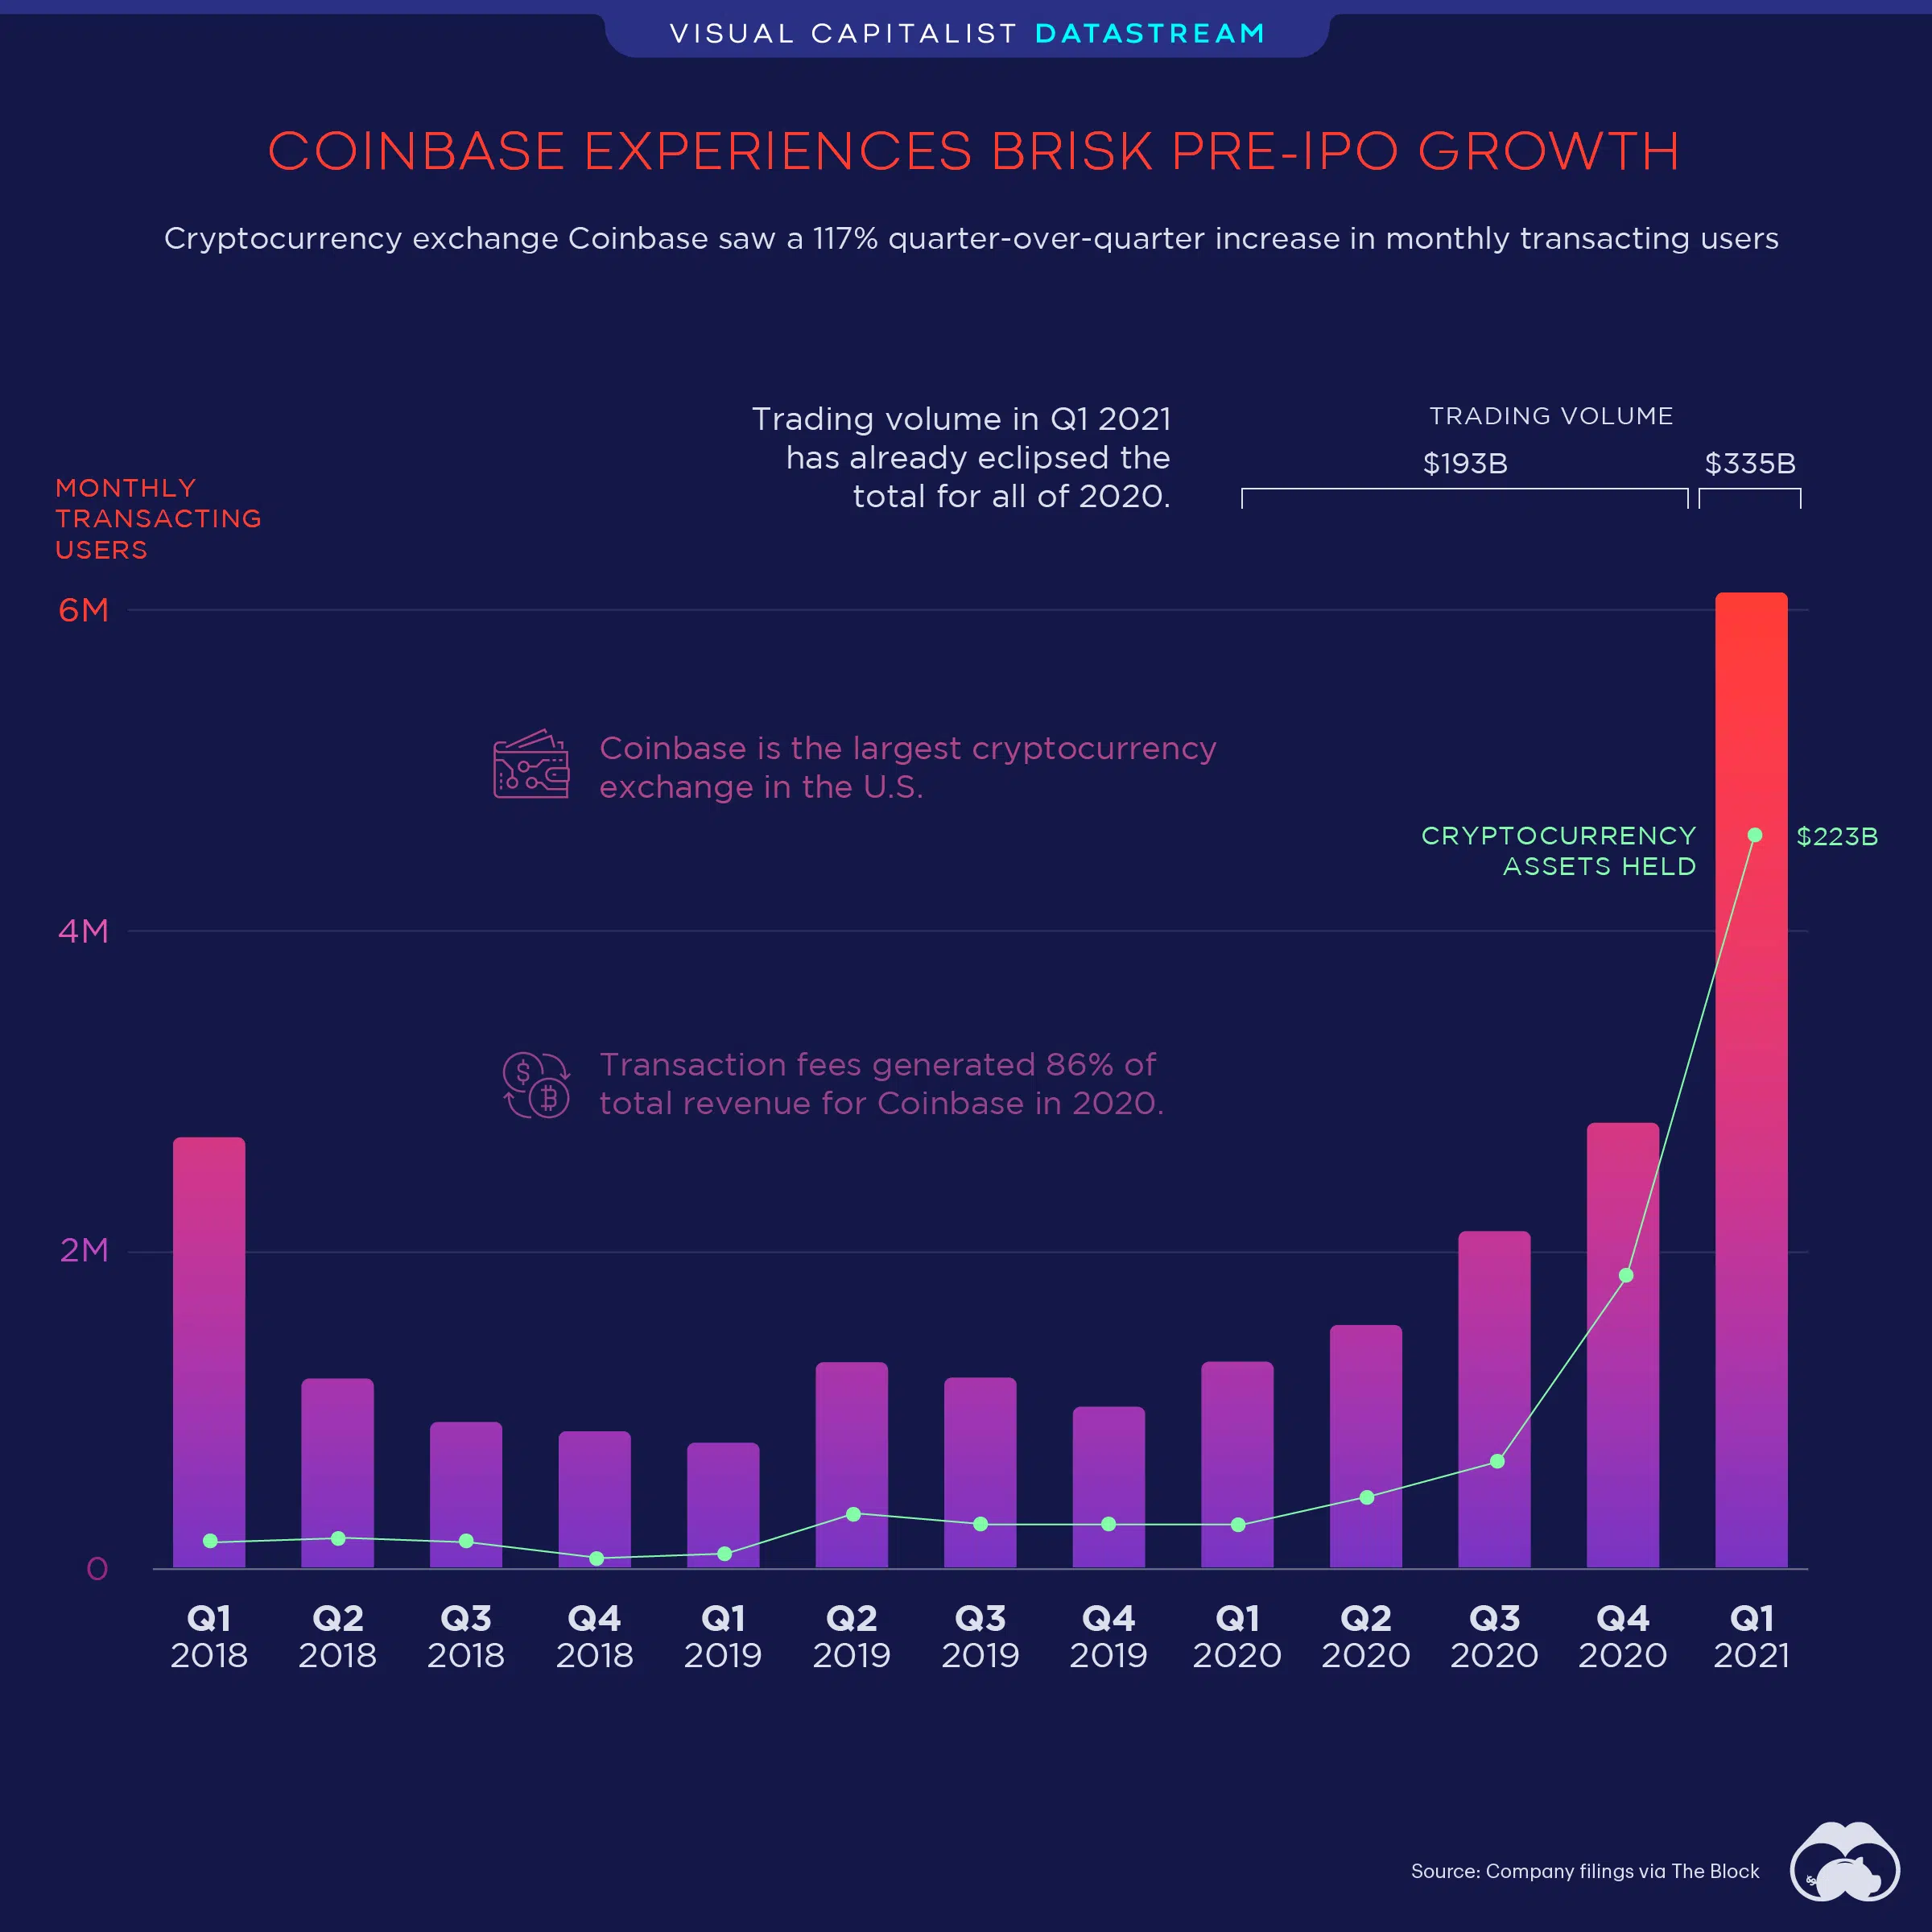 VISUAL CAPITALIST DATASTREAM
COINBASE EXPERIENCES BRISK PRE-IPO GROWTH
Cryptocurrency exchange Coinbase saw a 117% quarter-over-quarter increase in monthly transacting users
Trading volume in Q1 2021
has already eclipsed the
total for all of 2020.
TRADING VOLUME
$193B
$335B
MONTHLY
TRANSACTING
USERS
6M
Coinbase is the largest cryptocurrency
exchange in the U.S.
CRYPTOCURRENCY
ASSETS HELD
$223B
4M
$
Transaction fees generated 86% of
total revenue for Coinbase in 2020.
2M
0
Q1 Q2 Q3 Q4 Q1 Q2 Q3 Q4 Q1 Q2 Q3 Q4 Q1
2018 2018 2018 2018 2019 2019 2019 2019 2020 2020 2020 2020 2021
Source: Company filings via The Block